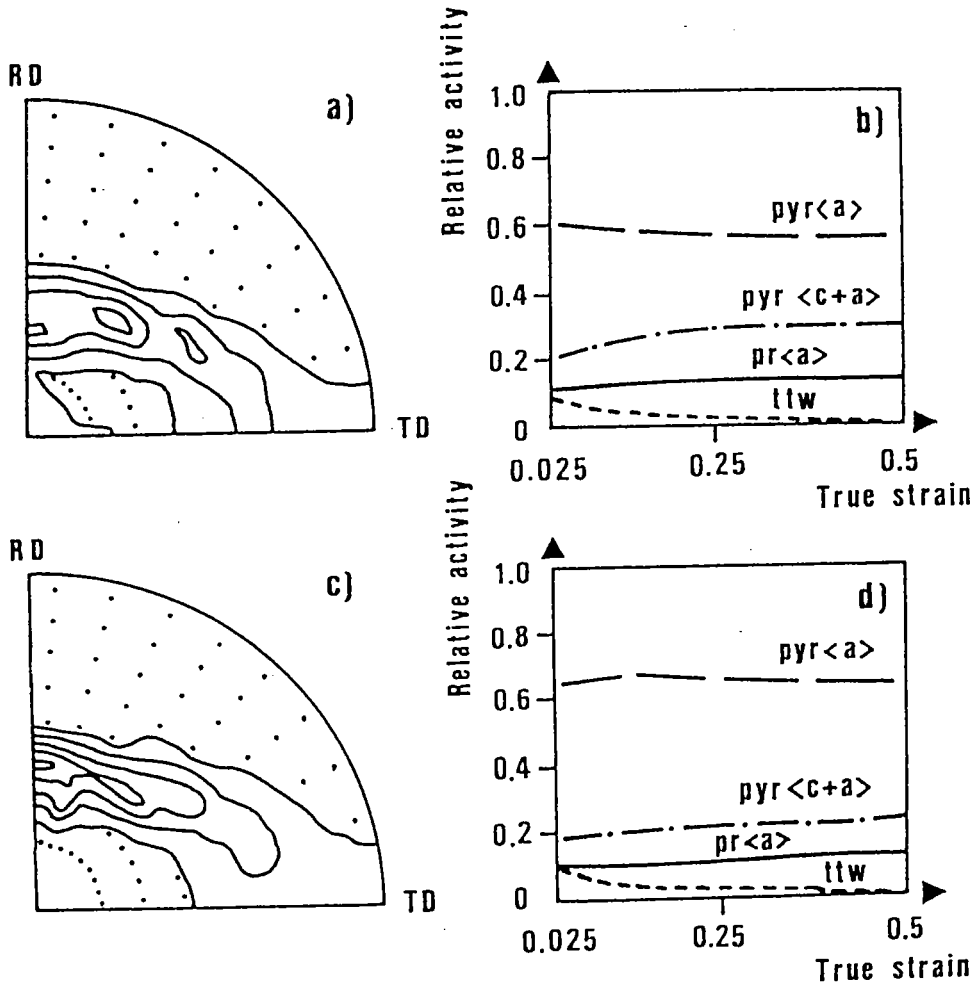 RD
a)
TD
Relative activity
1.0
0.8
0.6
0.4
0.2
0
b)
pyr<a>
pyr <c+a>
pr<a>
ttw
0.025
0.25
0.5
True strain
RD
c)
TD
Relative activity
1.0
0.8
0.6
0.4
0.2
0
d)
pyr<a>
pyr<c+a>
pr<a>
ttw
0.025
0.25
0.5
True strain